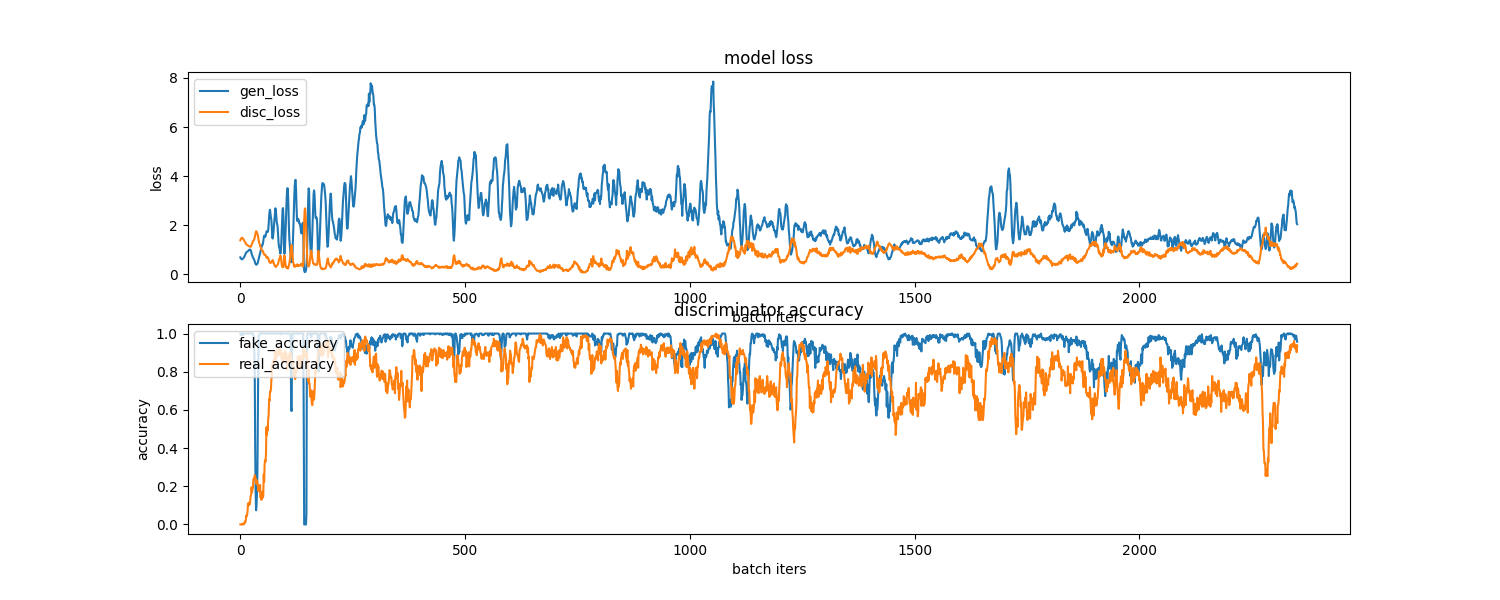 model loss
gen_loss
disc_loss
loss
8
6
4
2
0
0 500 1000 1500 2000
batch iters
discriminator accuracy
fake_accuracy
real_accuracy
accuracy
1.0
0.8
0.6
0.4
0.2
0.0
0 500 1000 1500 2000
batch iters